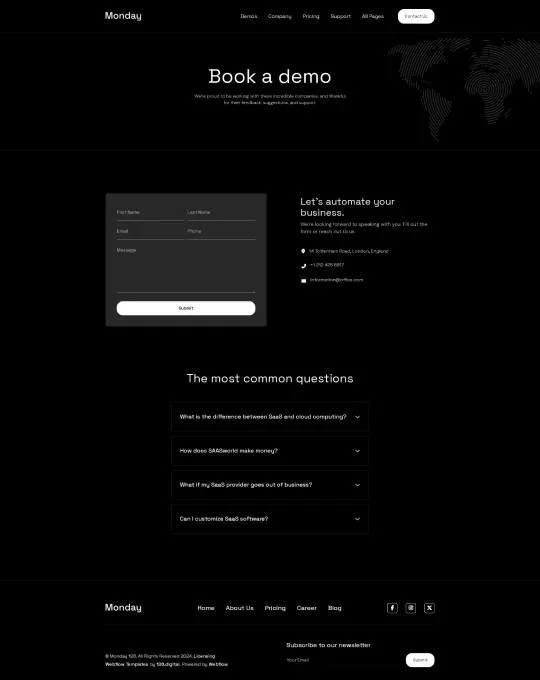 Monday
Demos Company Pricing Support All Pages Contact Us
Book a demo
We're proud to be working with these incredible companies, and thankful
for their feedback, suggestions, and support.
First Name Last Name
Email Phone
Message
Submit
Let's automate your
business.
We're looking forward to speaking with you. Fill out the
form or reach out to us.
14 Tottenham Road, London, England
information@office.com
The most common questions
What is the difference between SaaS and cloud computing?
How does SAASworld make money?
What if my SaaS provider goes out of business?
Can I customize SaaS software?
Monday
Home About Us Pricing Career Blog
© Monday 128, All Rights Reserved 2024. Licensing
Webflow Templates by 128.digital. Powered by Webflow
Subscribe to our newsletter
Your Email Submit